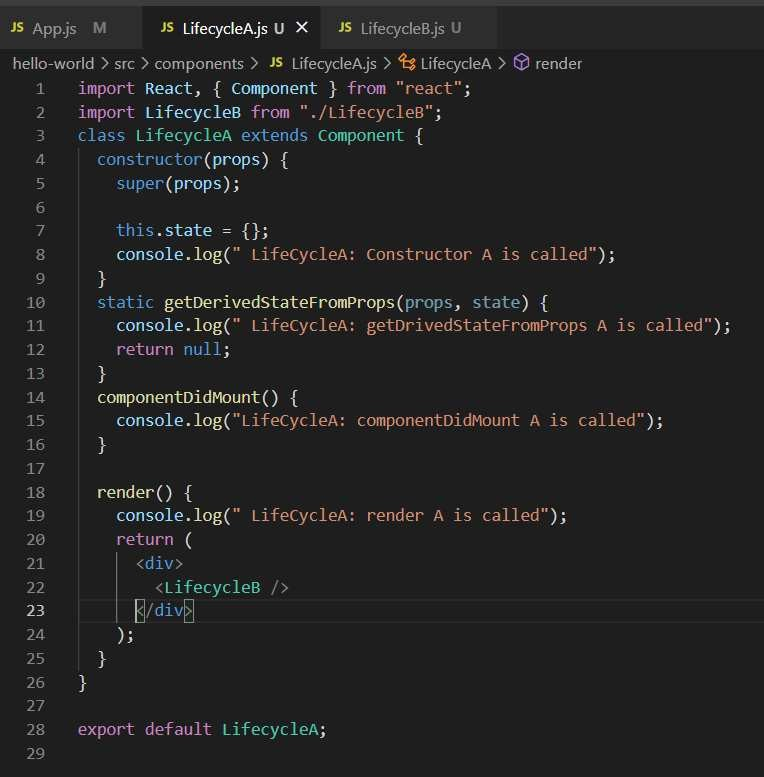 JS App.js M JS LifecycleA.js U × JS LifecycleB.js U
hello-world > src > components > JS LifecycleA.js > LifecycleA > render
1 import React, { Component } from "react";
2 import LifecycleB from "./LifecycleB";
3 class LifecycleA extends Component {
4 constructor(props) {
5 super(props);
6
7 this.state = {};
8 console.log(" LifeCycleA: Constructor A is called");
9 }
10 static getDerivedStateFromProps(props, state) {
11 console.log(" LifeCycleA: getDrivedStateFromProps A is called");
12 return null;
13 }
14 componentDidMount() {
15 console.log("LifeCycleA: componentDidMount A is called");
16 }
17
18 render() {
19 console.log(" LifeCycleA: render A is called");
20 return (
21 <div>
22 <LifecycleB />
23 </div>
24 );
25 }
26 }
27
28 export default LifecycleA;
29